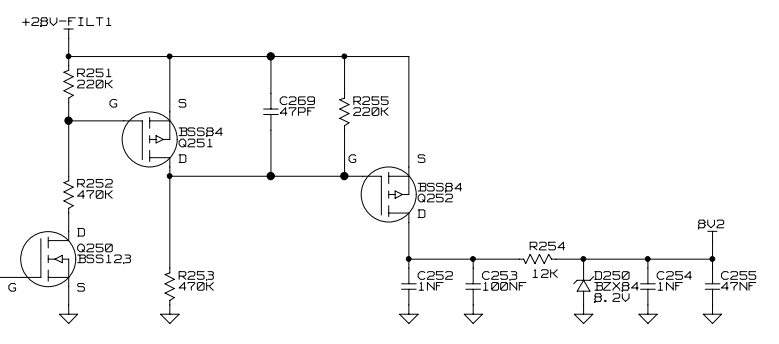 +28V-FILT1
R251
220K
G
S
BSS84
Q251
D
C269
47PF
R255
220K
G
S
BSS84
Q252
D
R252
470K
D
Q250
BSS123
G
S
R253
470K
C252
1NF
C253
100NF
R254
12K
D250
BZX84
8.2V
C254
1NF
8V2
C255
47NF